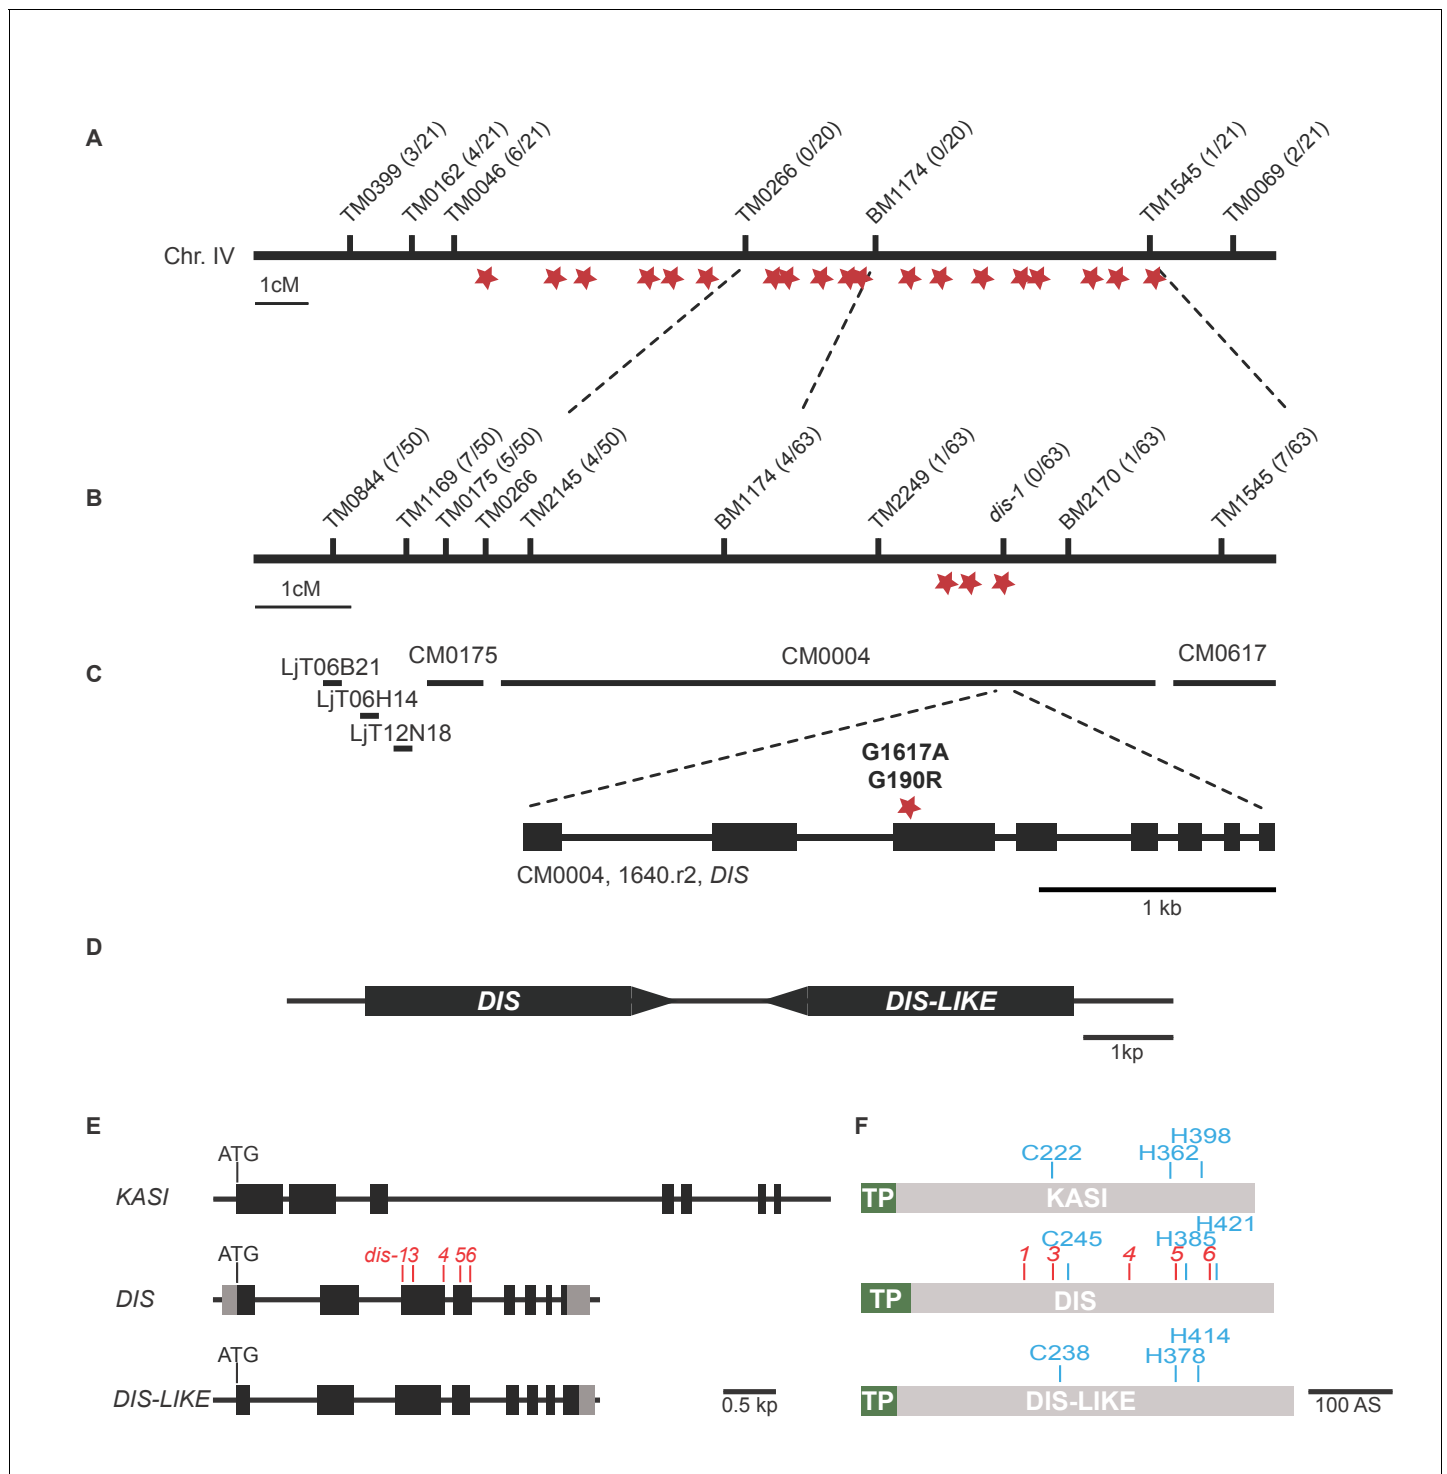 A
TM0399 (3/21)
TM0162 (4/21)
TM0046 (6/21)
TM0266 (0/20)
BM1174 (0/20)
TM1545 (1/21)
TM0069 (2/21)
Chr. IV
1cM
B
TM0844 (7/50)
TM1169 (7/50)
TM0175 (5/50)
TM0266
TM2145 (4/50)
BM1174 (4/63)
TM2249 (1/63)
dis-1 (0/63)
BM2170 (1/63)
TM1545 (7/63)
1cM
C
LjT06B21
LjT06H14
LjT12N18
CM0175
CM0004
CM0617
G1617A
G190R
CM0004, 1640.r2, DIS
1 kb
D
DIS
DIS-LIKE
1kp
E
ATG
KASI
ATG
dis-1 3 4 5 6
DIS
ATG
DIS-LIKE
0.5 kp
F
C222 H362 H398
TP KASI
C245 H385 H421
1 3 4 5 6
TP DIS
C238 H378 H414
TP DIS-LIKE
100 AS